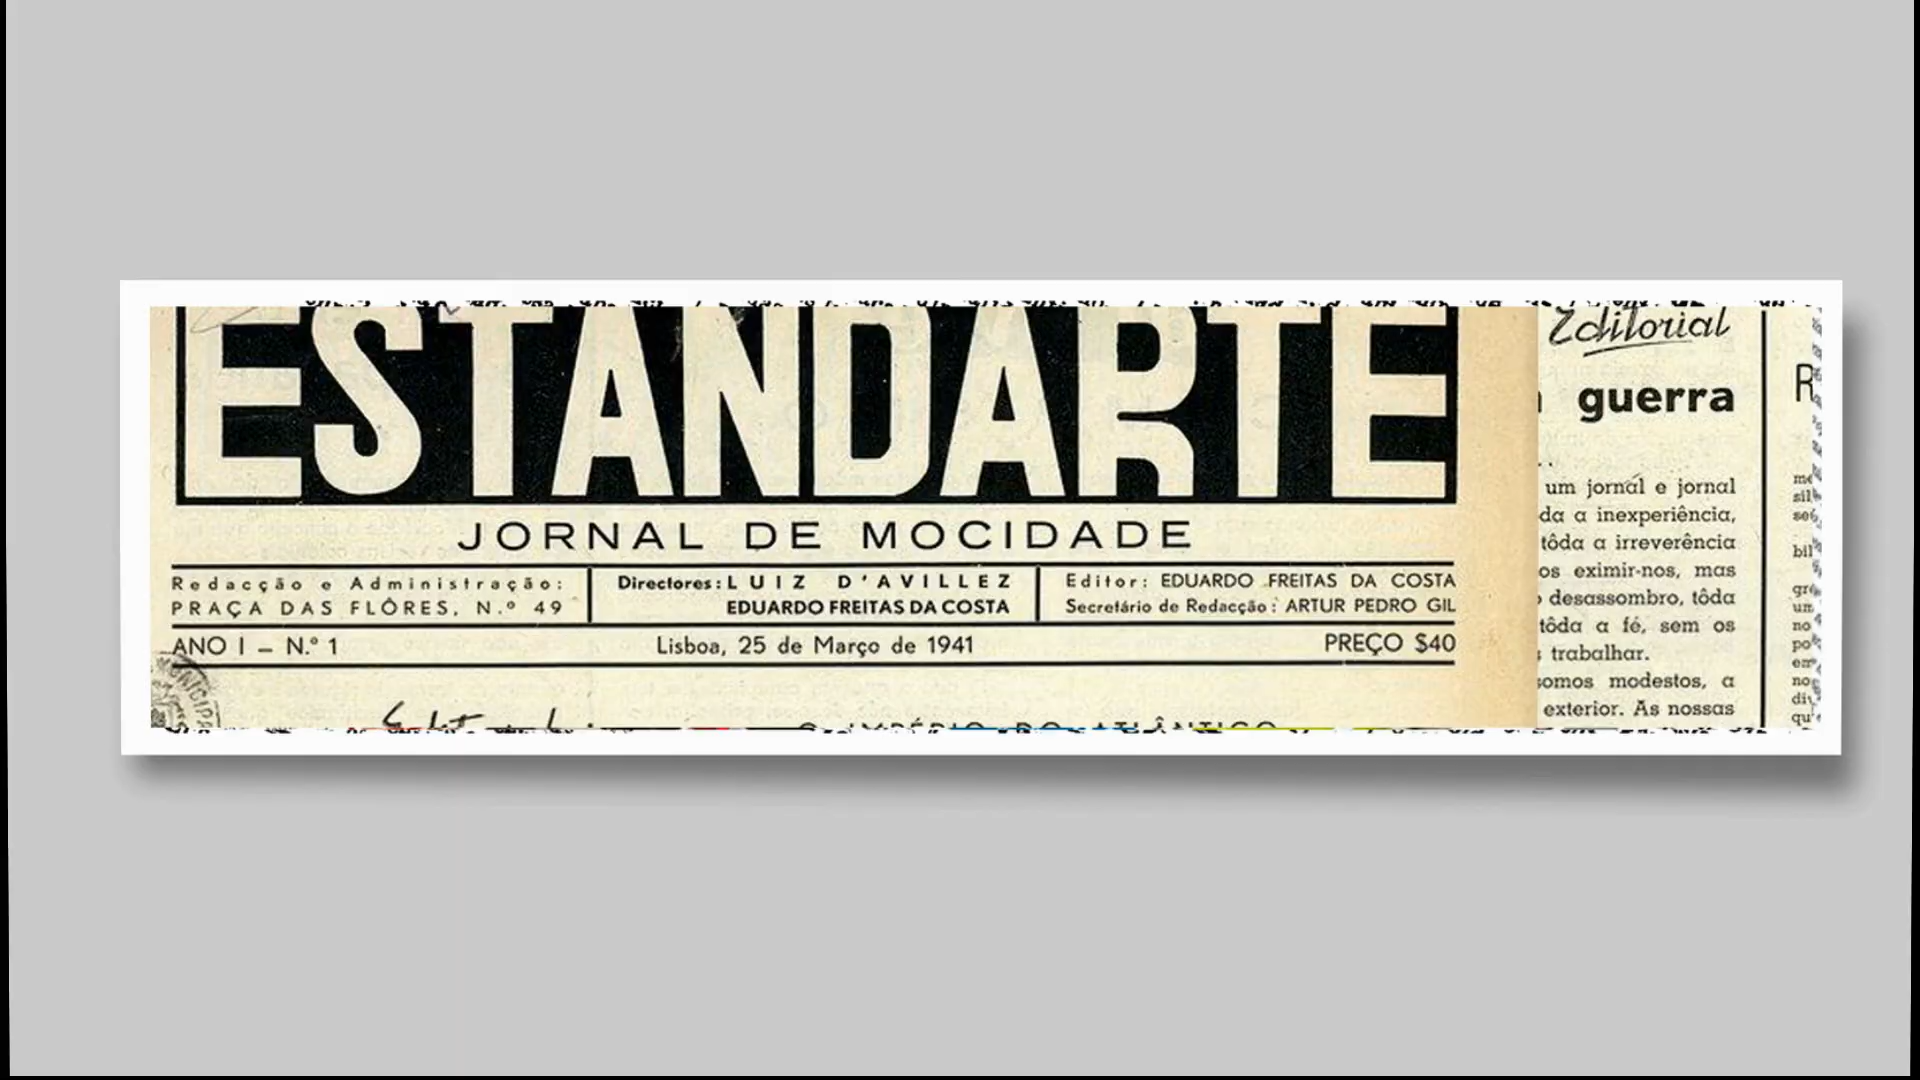 ESTANDARTE
JORNAL DE MOCIDADE
Redacção e Administração:
PRAÇA DAS FLÔRES, N.º 49
Directores: LUIZ D'AVILLEZ
EDUARDO FREITAS DA COSTA
Editor: EDUARDO FREITAS DA COSTA
Secretário de Redacção: ARTUR PEDRO GIL
ANO I – N.º 1
Lisboa, 25 de Março de 1941
PREÇO $40
Editorial
guerra
um jornal e jornal
da a inexperiência,
tôda a irreverência
os eximir-nos, mas
desassombro, tôda
tôda a fé, sem os
trabalhar.
somos modestos, a
exterior. As nossas